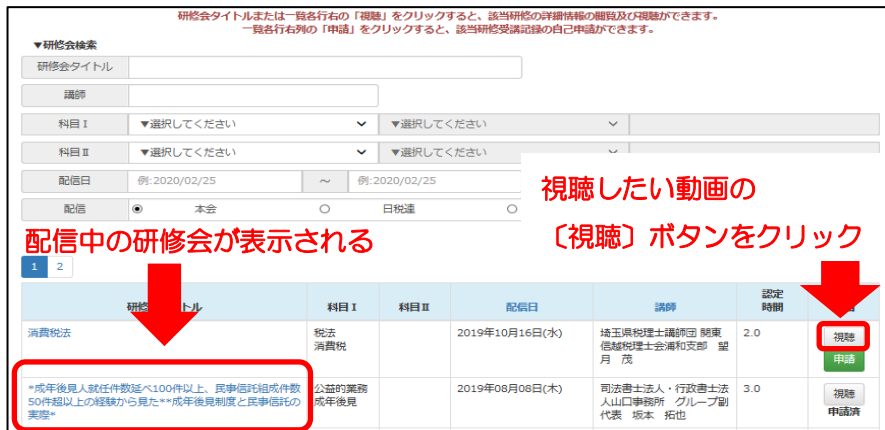 研修会タイトルまたは一覧各行右の「視聴」をクリックすると、該当研修の詳細情報の閲覧及び視聴ができます。
一覧各行右列の「申請」をクリックすると、該当研修受講記録の自己申請ができます。
▼研修会検索
研修会タイトル
講師
科目Ⅰ ▼選択してください ▼選択してください
科目Ⅱ ▼選択してください ▼選択してください
配信日 例:2020/02/25 ～ 例:2020/02/25
配信 本会 日税連
視聴したい動画の
〔視聴〕ボタンをクリック
配信中の研修会が表示される
1 2
研修 トル 科目Ⅰ 科目Ⅱ 配信日 講師 認定
時間
消費税法 税法 2019年10月16日(水) 埼玉県税理士講師団 関東 2.0 視聴
消費税 信越税理士会浦和支部 望
月 茂 申請
*成年後見人就任件数延べ100件以上、民事信託組成件数 公益的業務 2019年08月08日(木) 司法書士法人・行政書士法 3.0 視聴
50件超以上の経験から見た**成年後見制度と民事信託の 成年後見 人山口事務所 グループ副
実際* 代表 坂本 拓也 申請済